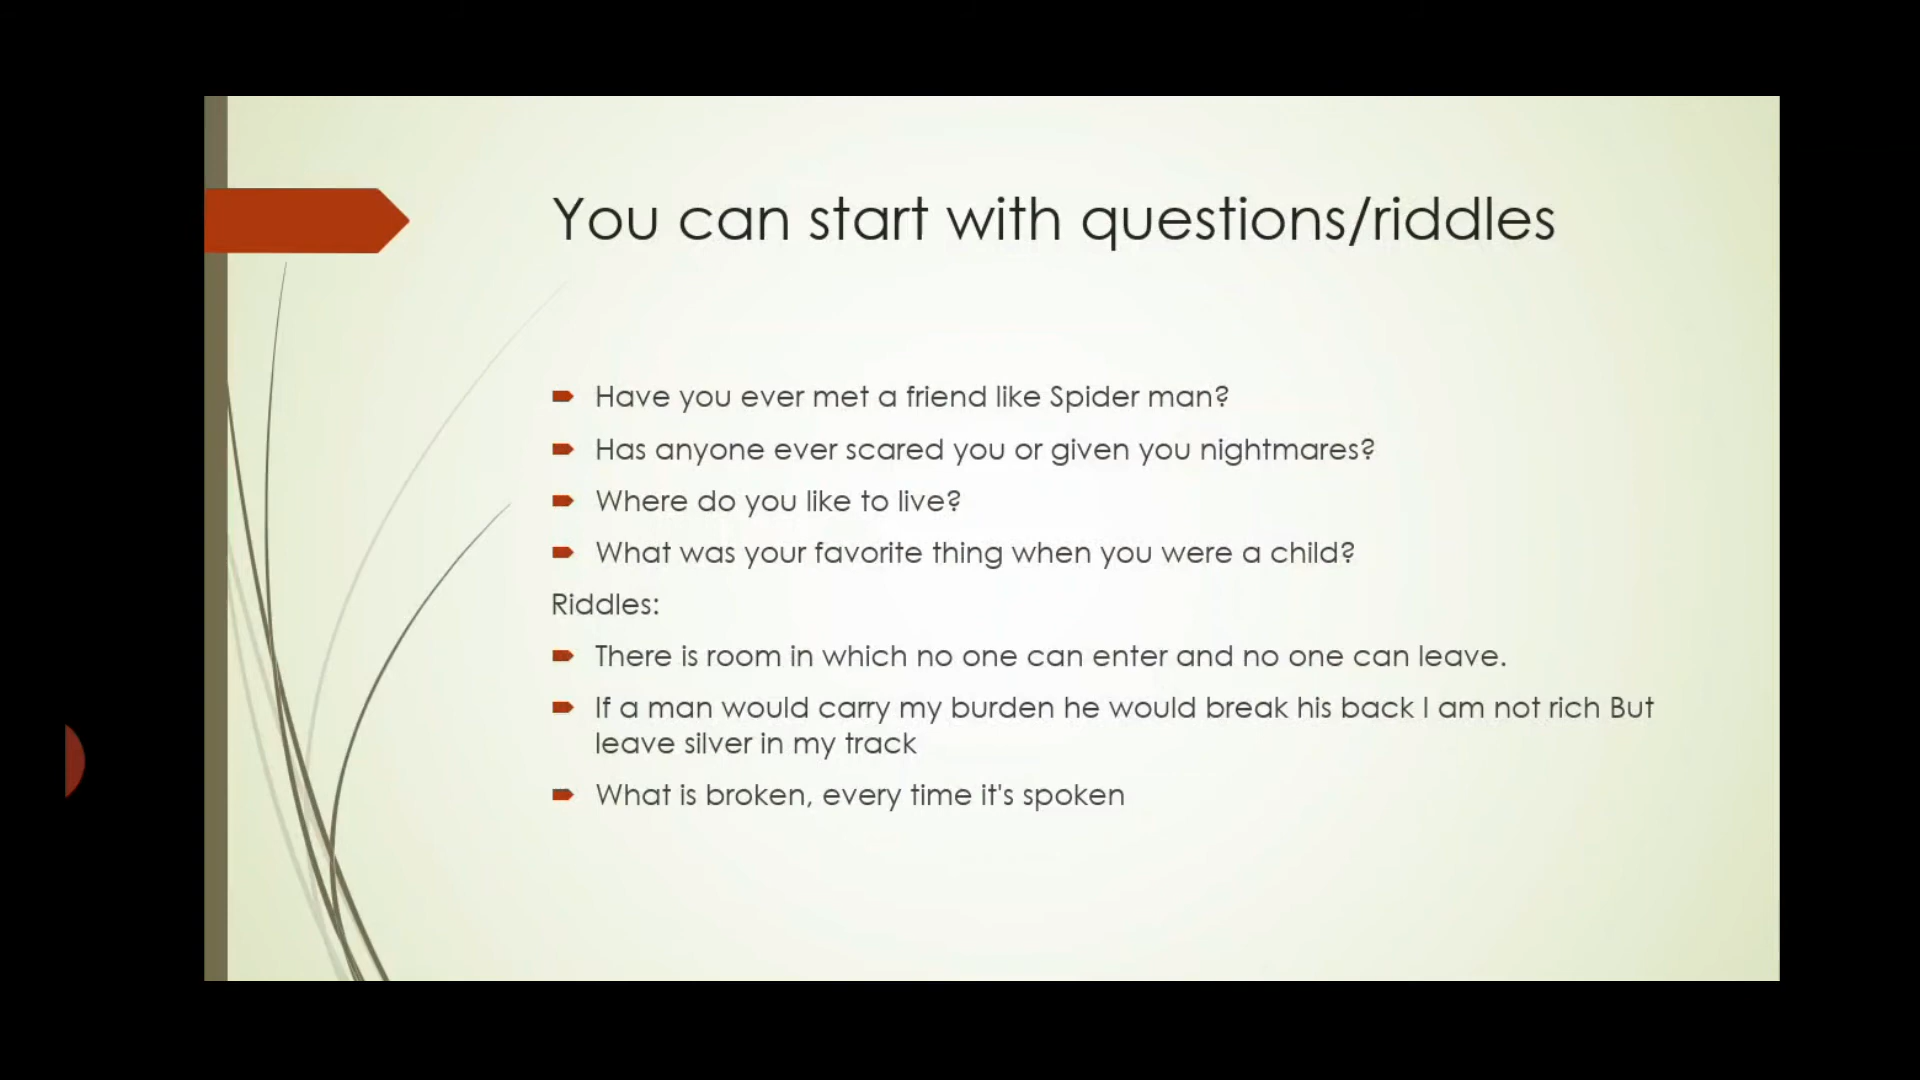 You can start with questions/riddles
Have you ever met a friend like Spider man?
Has anyone ever scared you or given you nightmares?
Where do you like to live?
What was your favorite thing when you were a child?
Riddles:
There is room in which no one can enter and no one can leave.
If a man would carry my burden he would break his back I am not rich But
leave silver in my track
What is broken, every time it's spoken